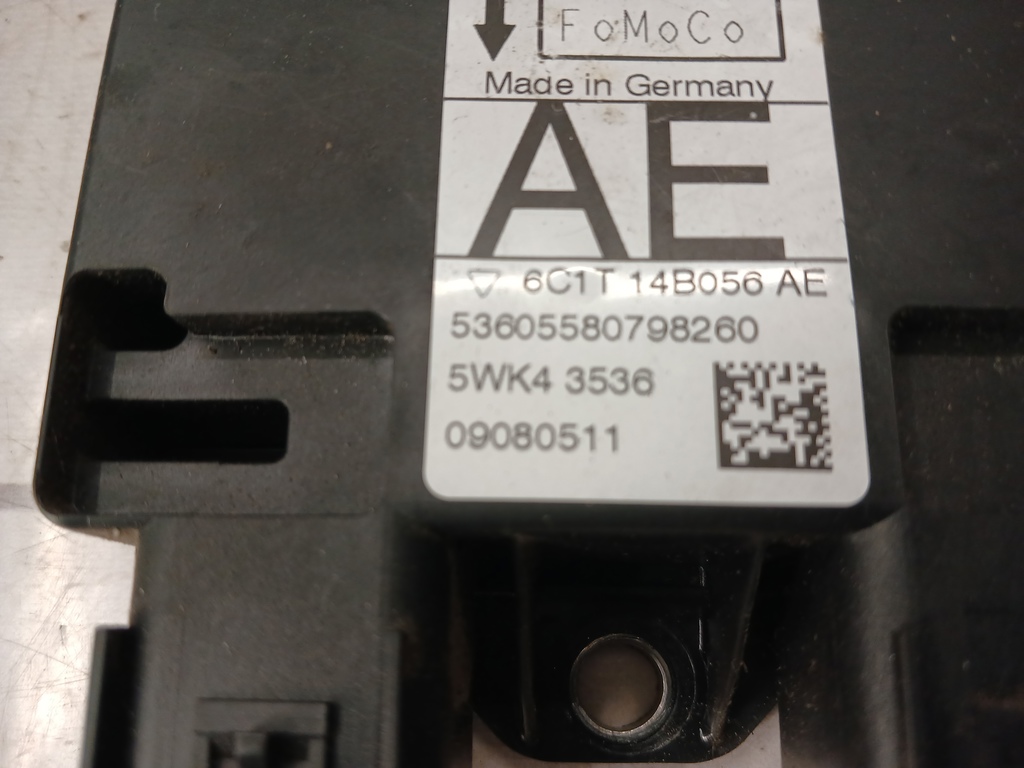 FoMoCo
Made in Germany
AE
6C1T 14B056 AE
53605580798260
5WK4 3536
09080511